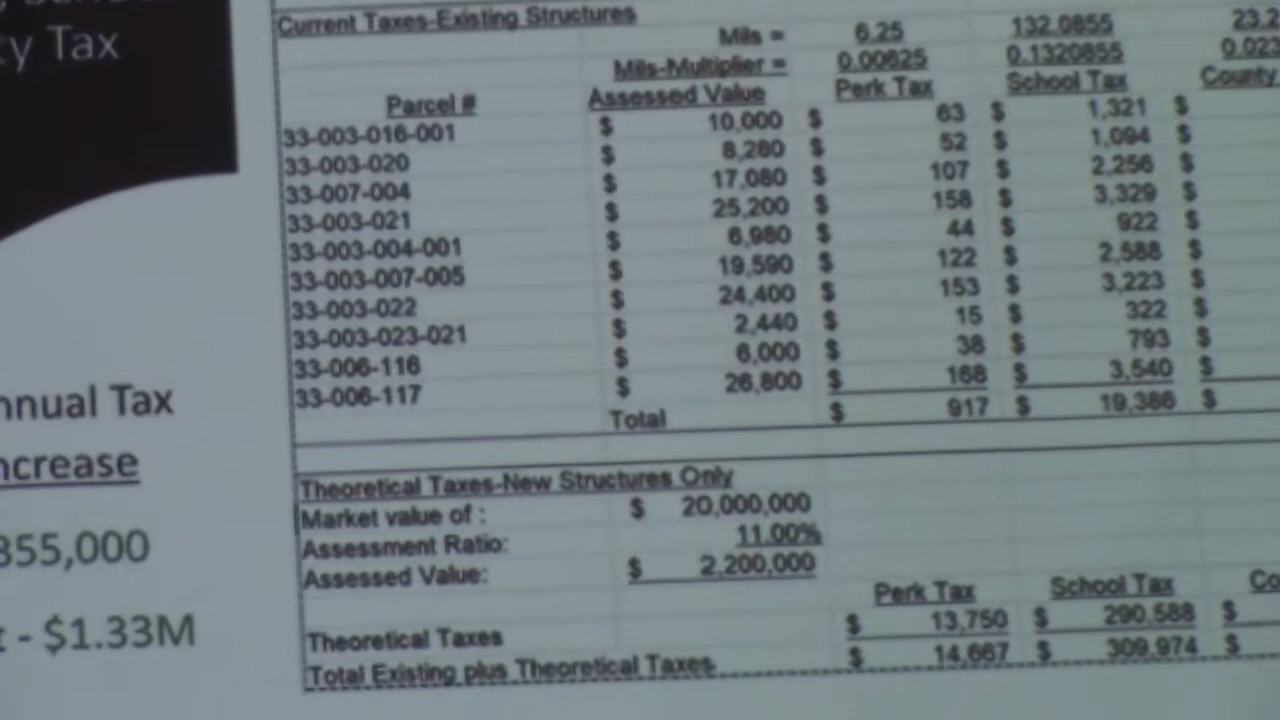 y Tax
nnual Tax
ncrease
355,000
- $1.33M
Current Taxes-Existing Structures
Mils = 6.25 132.0855 23.2
Mils-Multiplier = 0.00625 0.1320855 0.023
Parcel # Assessed Value Perk Tax School Tax County
33-003-016-001 $ 10,000 $ 63 $ 1,321 $
33-003-020 $ 8,280 $ 52 $ 1,094 $
33-007-004 $ 17,080 $ 107 $ 2,256 $
33-003-021 $ 25,200 $ 158 $ 3,329 $
33-003-004-001 $ 6,980 $ 44 $ 922 $
33-003-007-005 $ 19,590 $ 122 $ 2,588 $
33-003-022 $ 24,400 $ 153 $ 3,223 $
33-003-023-021 $ 2,440 $ 15 $ 322 $
33-006-116 $ 6,000 $ 38 $ 793 $
33-006-117 $ 26,800 $ 168 $ 3,540 $
Total $ 917 $ 19,386 $
Theoretical Taxes-New Structures Only
Market value of : $ 20,000,000
Assessment Ratio: 11.00%
Assessed Value: $ 2,200,000
Perk Tax School Tax Co
Theoretical Taxes $ 13,750 $ 290,588 $
Total Existing plus Theoretical Taxes $ 14,667 $ 309,974 $